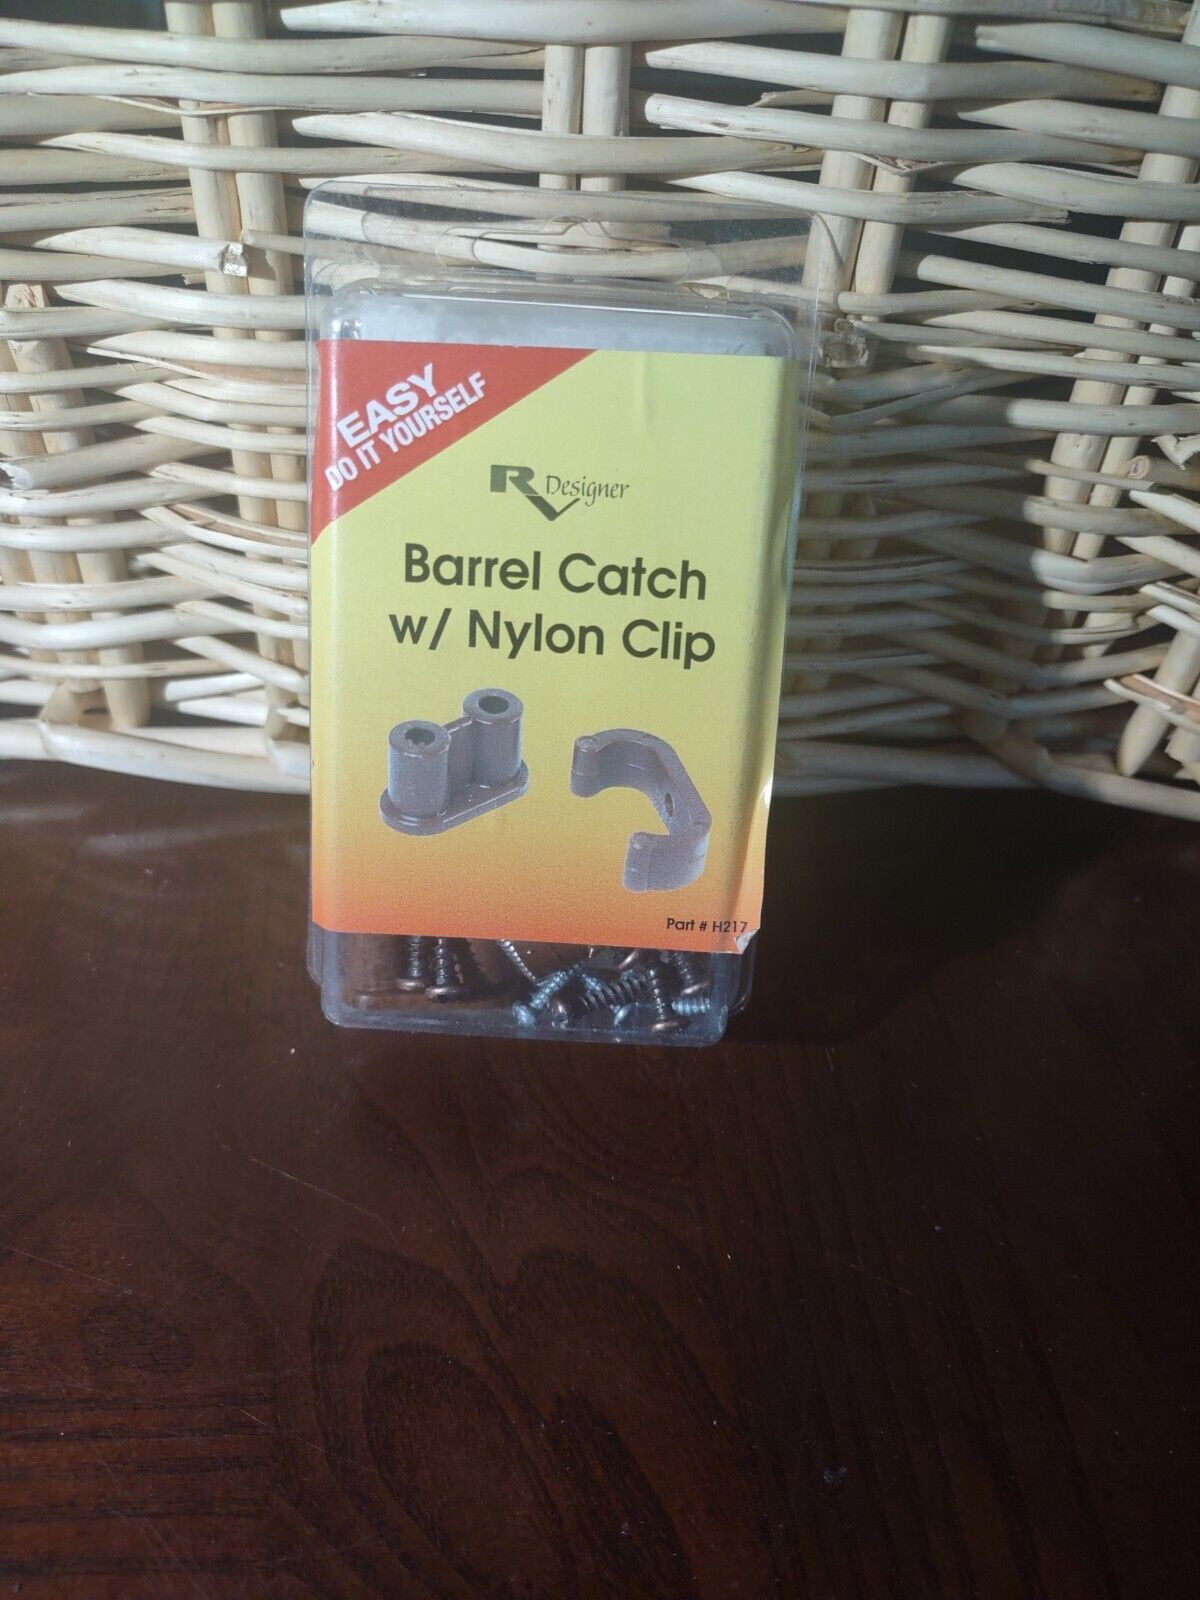 EASY
DO IT YOURSELF
RV Designer
Barrel Catch
w/ Nylon Clip
Part # H217